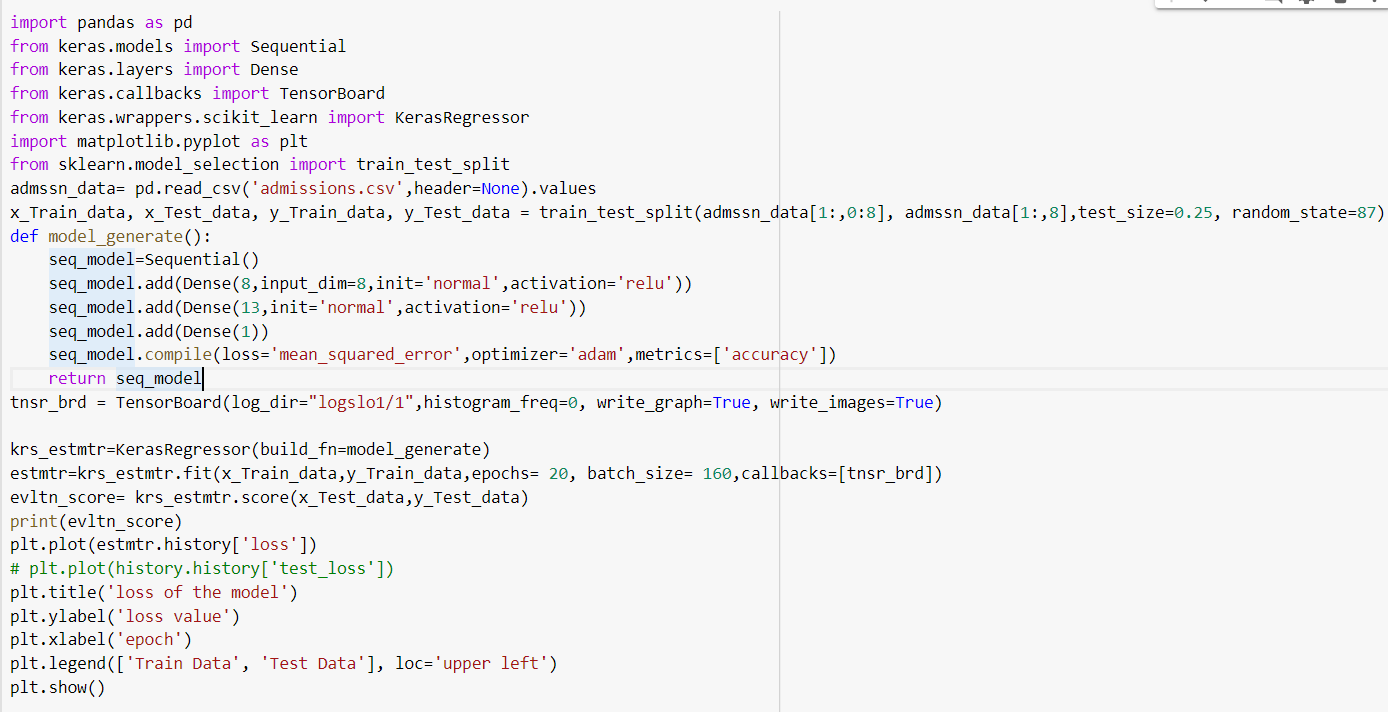 import pandas as pd
from keras.models import Sequential
from keras.layers import Dense
from keras.callbacks import TensorBoard
from keras.wrappers.scikit_learn import KerasRegressor
import matplotlib.pyplot as plt
from sklearn.model_selection import train_test_split
admssn_data= pd.read_csv('admissions.csv',header=None).values
x_Train_data, x_Test_data, y_Train_data, y_Test_data = train_test_split(admssn_data[1:,0:8], admssn_data[1:,8],test_size=0.25, random_state=87)
def model_generate():
    seq_model=Sequential()
    seq_model.add(Dense(8,input_dim=8,init='normal',activation='relu'))
    seq_model.add(Dense(13,init='normal',activation='relu'))
    seq_model.add(Dense(1))
    seq_model.compile(loss='mean_squared_error',optimizer='adam',metrics=['accuracy'])
    return seq_model
tnsr_brd = TensorBoard(log_dir="logslo1/1",histogram_freq=0, write_graph=True, write_images=True)
krs_estmtr=KerasRegressor(build_fn=model_generate)
estmtr=krs_estmtr.fit(x_Train_data,y_Train_data,epochs= 20, batch_size= 160,callbacks=[tnsr_brd])
evltn_score= krs_estmtr.score(x_Test_data,y_Test_data)
print(evltn_score)
plt.plot(estmtr.history['loss'])
# plt.plot(history.history['test_loss'])
plt.title('loss of the model')
plt.ylabel('loss value')
plt.xlabel('epoch')
plt.legend(['Train Data', 'Test Data'], loc='upper left')
plt.show()